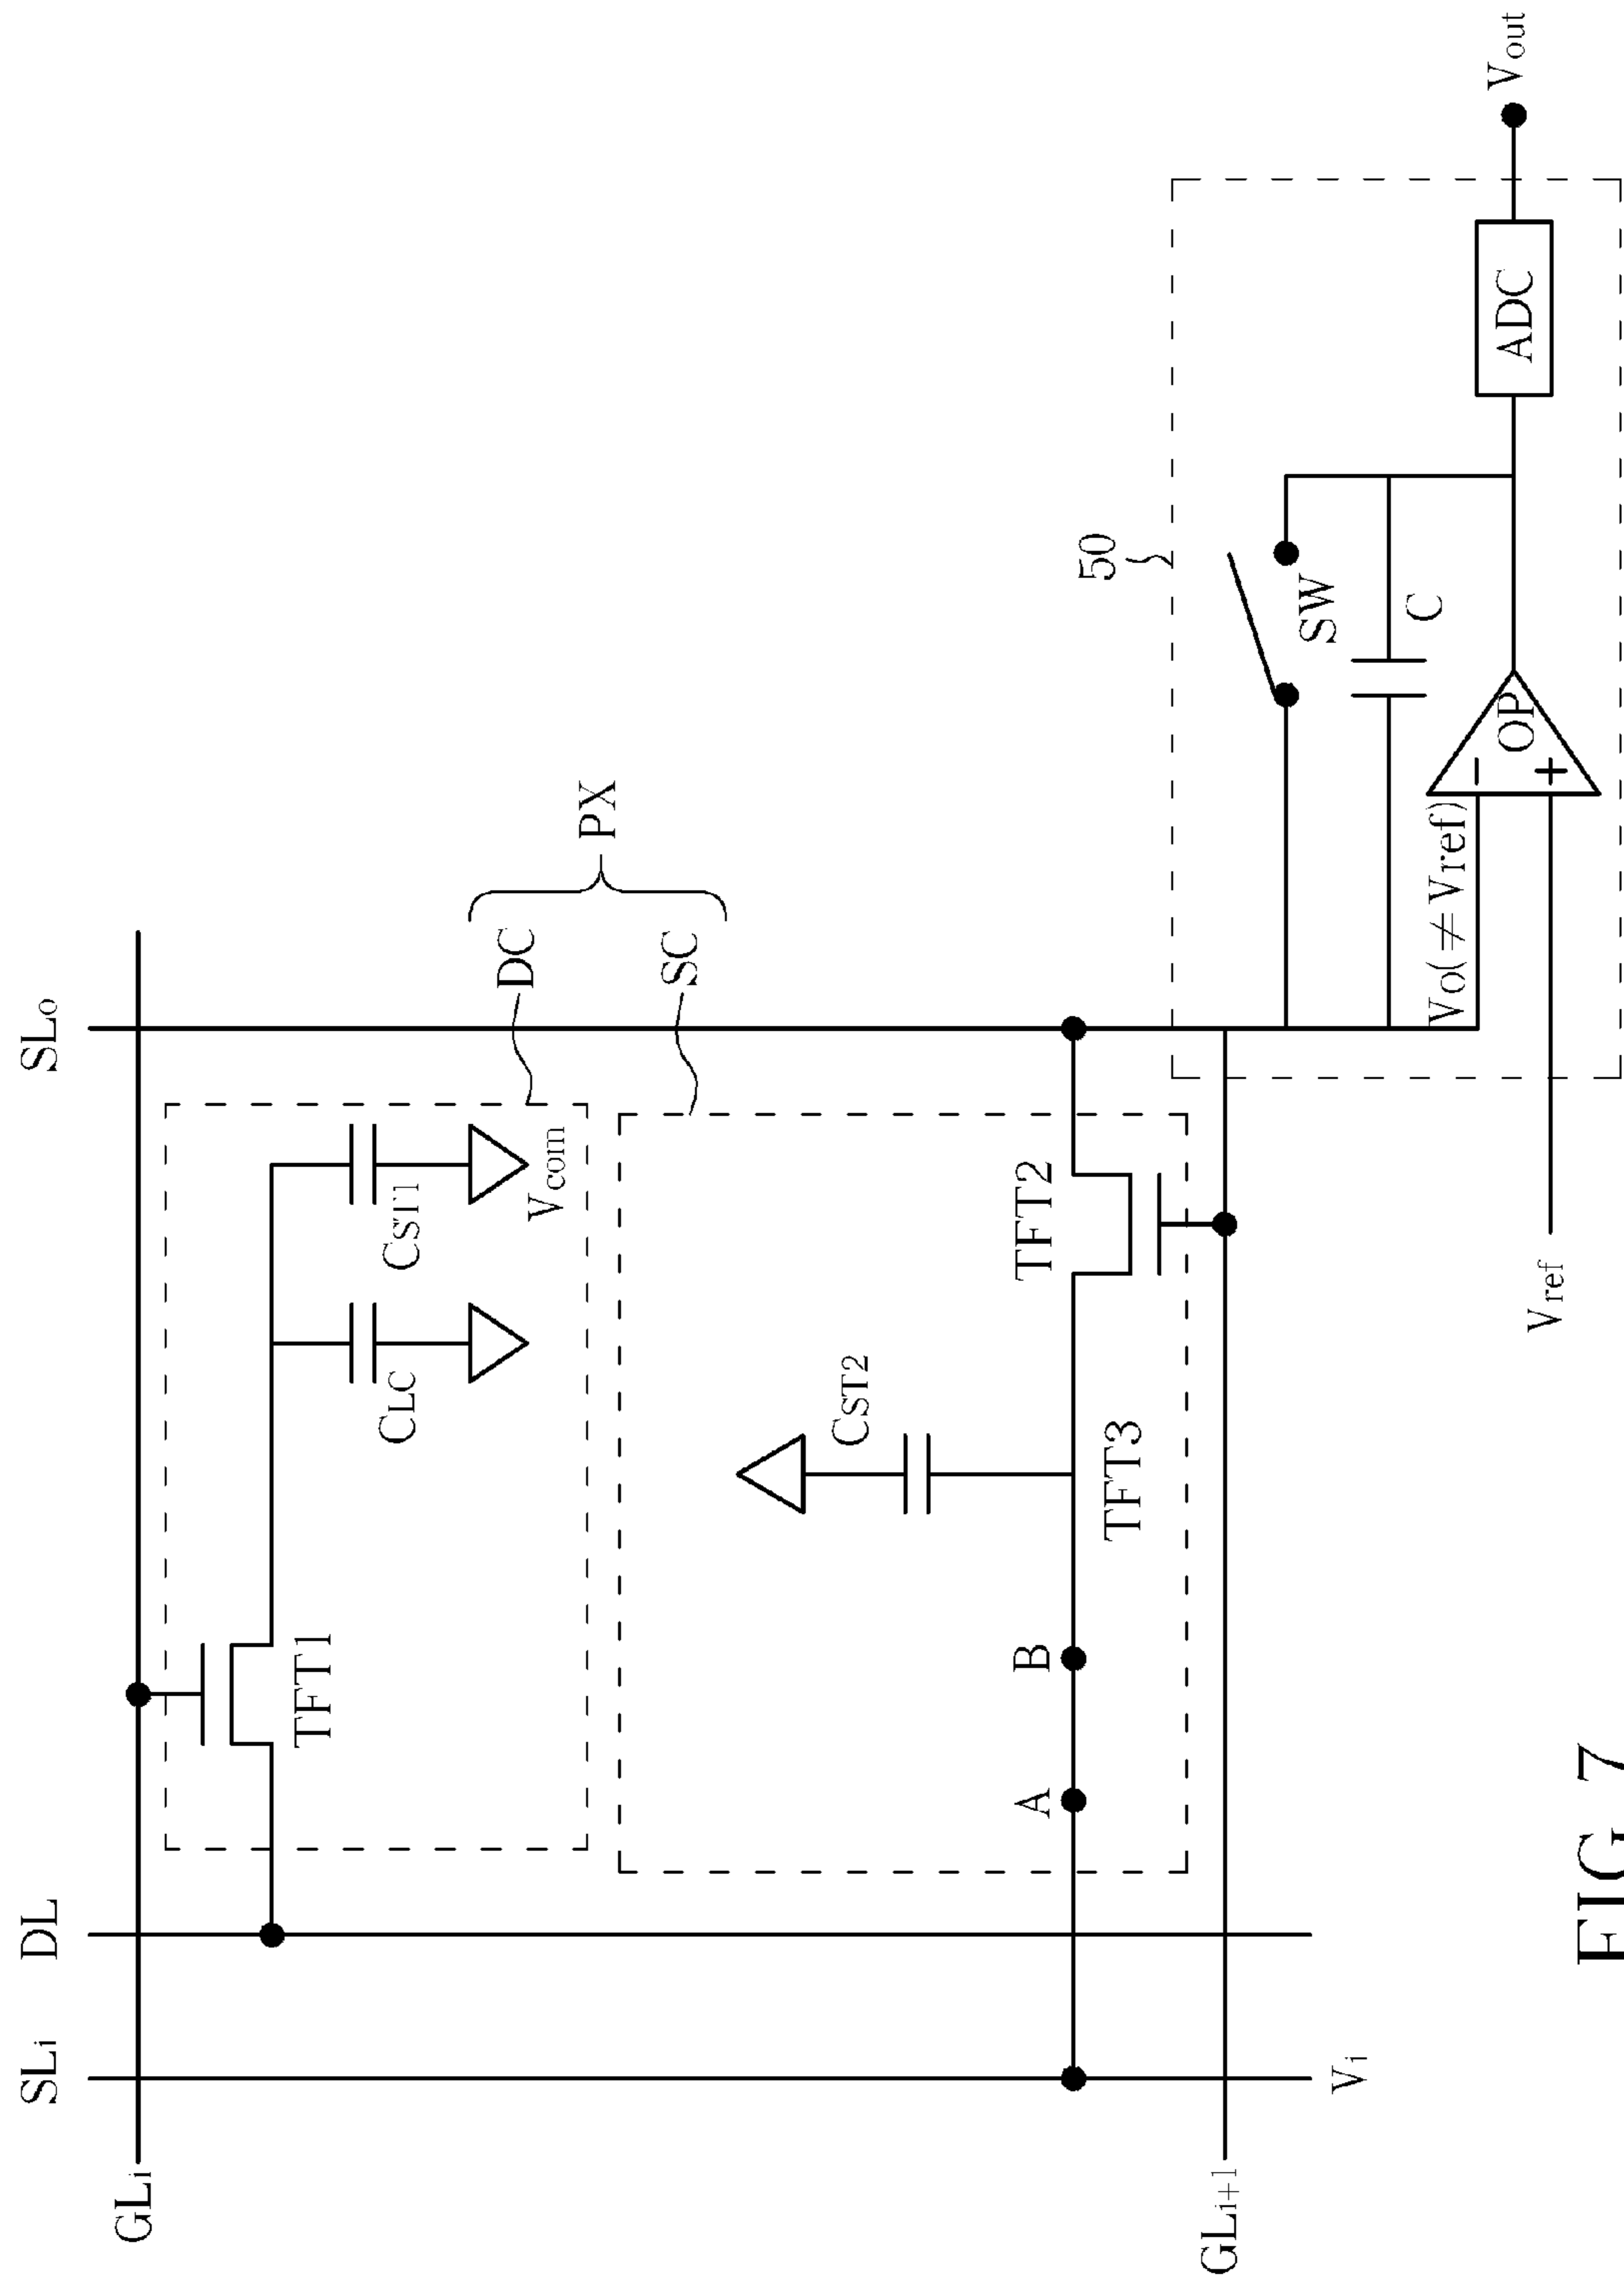 SLi DL SLo
GLi
TFT1
CLC CST1
Vcom
DC
SC
PX
CST2
A B
TFT3
TFT2
GLi+1
Vi
50
SW
C
Vo(≠Vref)
−
OP
+
ADC
Vout
Vref
FIG 7